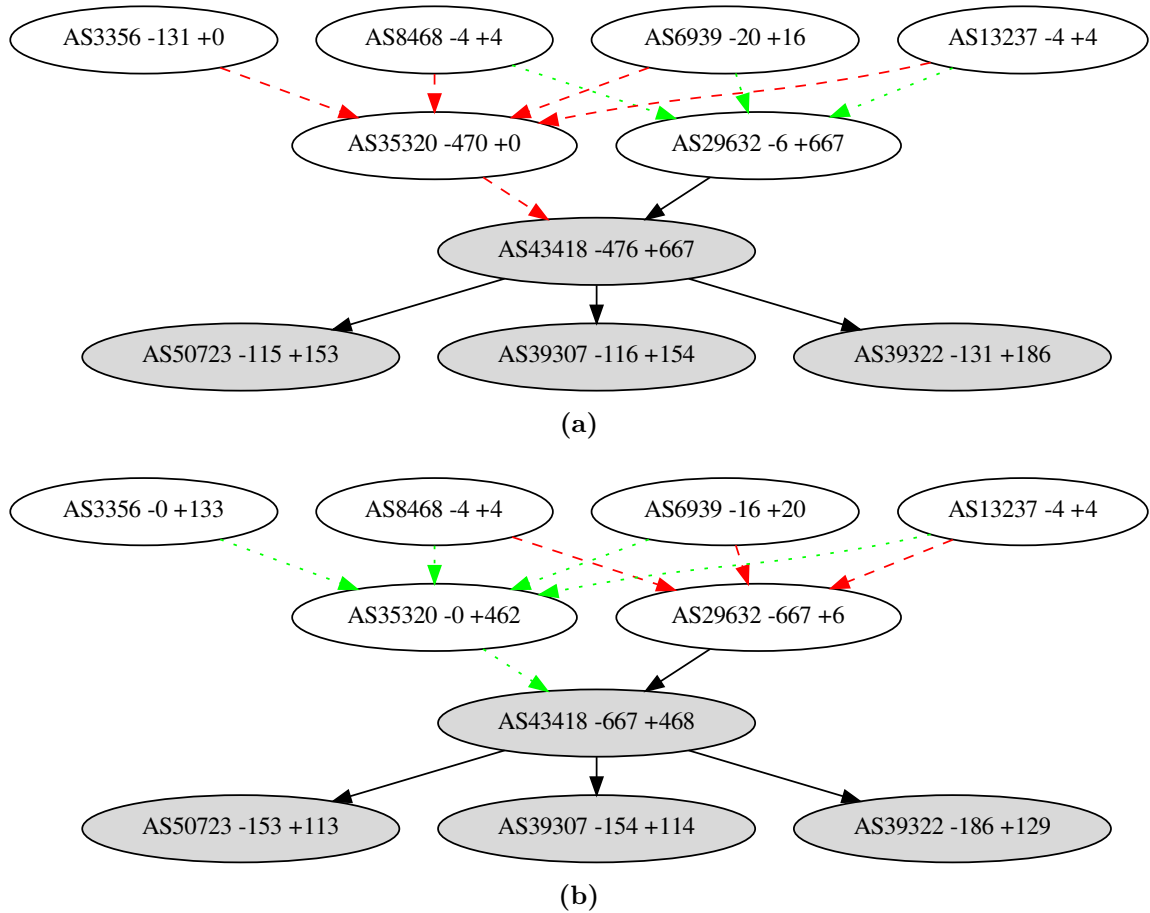 AS3356 -131 +0
AS8468 -4 +4
AS6939 -20 +16
AS13237 -4 +4
AS35320 -470 +0
AS29632 -6 +667
AS43418 -476 +667
AS50723 -115 +153
AS39307 -116 +154
AS39322 -131 +186
(a)
AS3356 -0 +133
AS8468 -4 +4
AS6939 -16 +20
AS13237 -4 +4
AS35320 -0 +462
AS29632 -667 +6
AS43418 -667 +468
AS50723 -153 +113
AS39307 -154 +114
AS39322 -186 +129
(b)